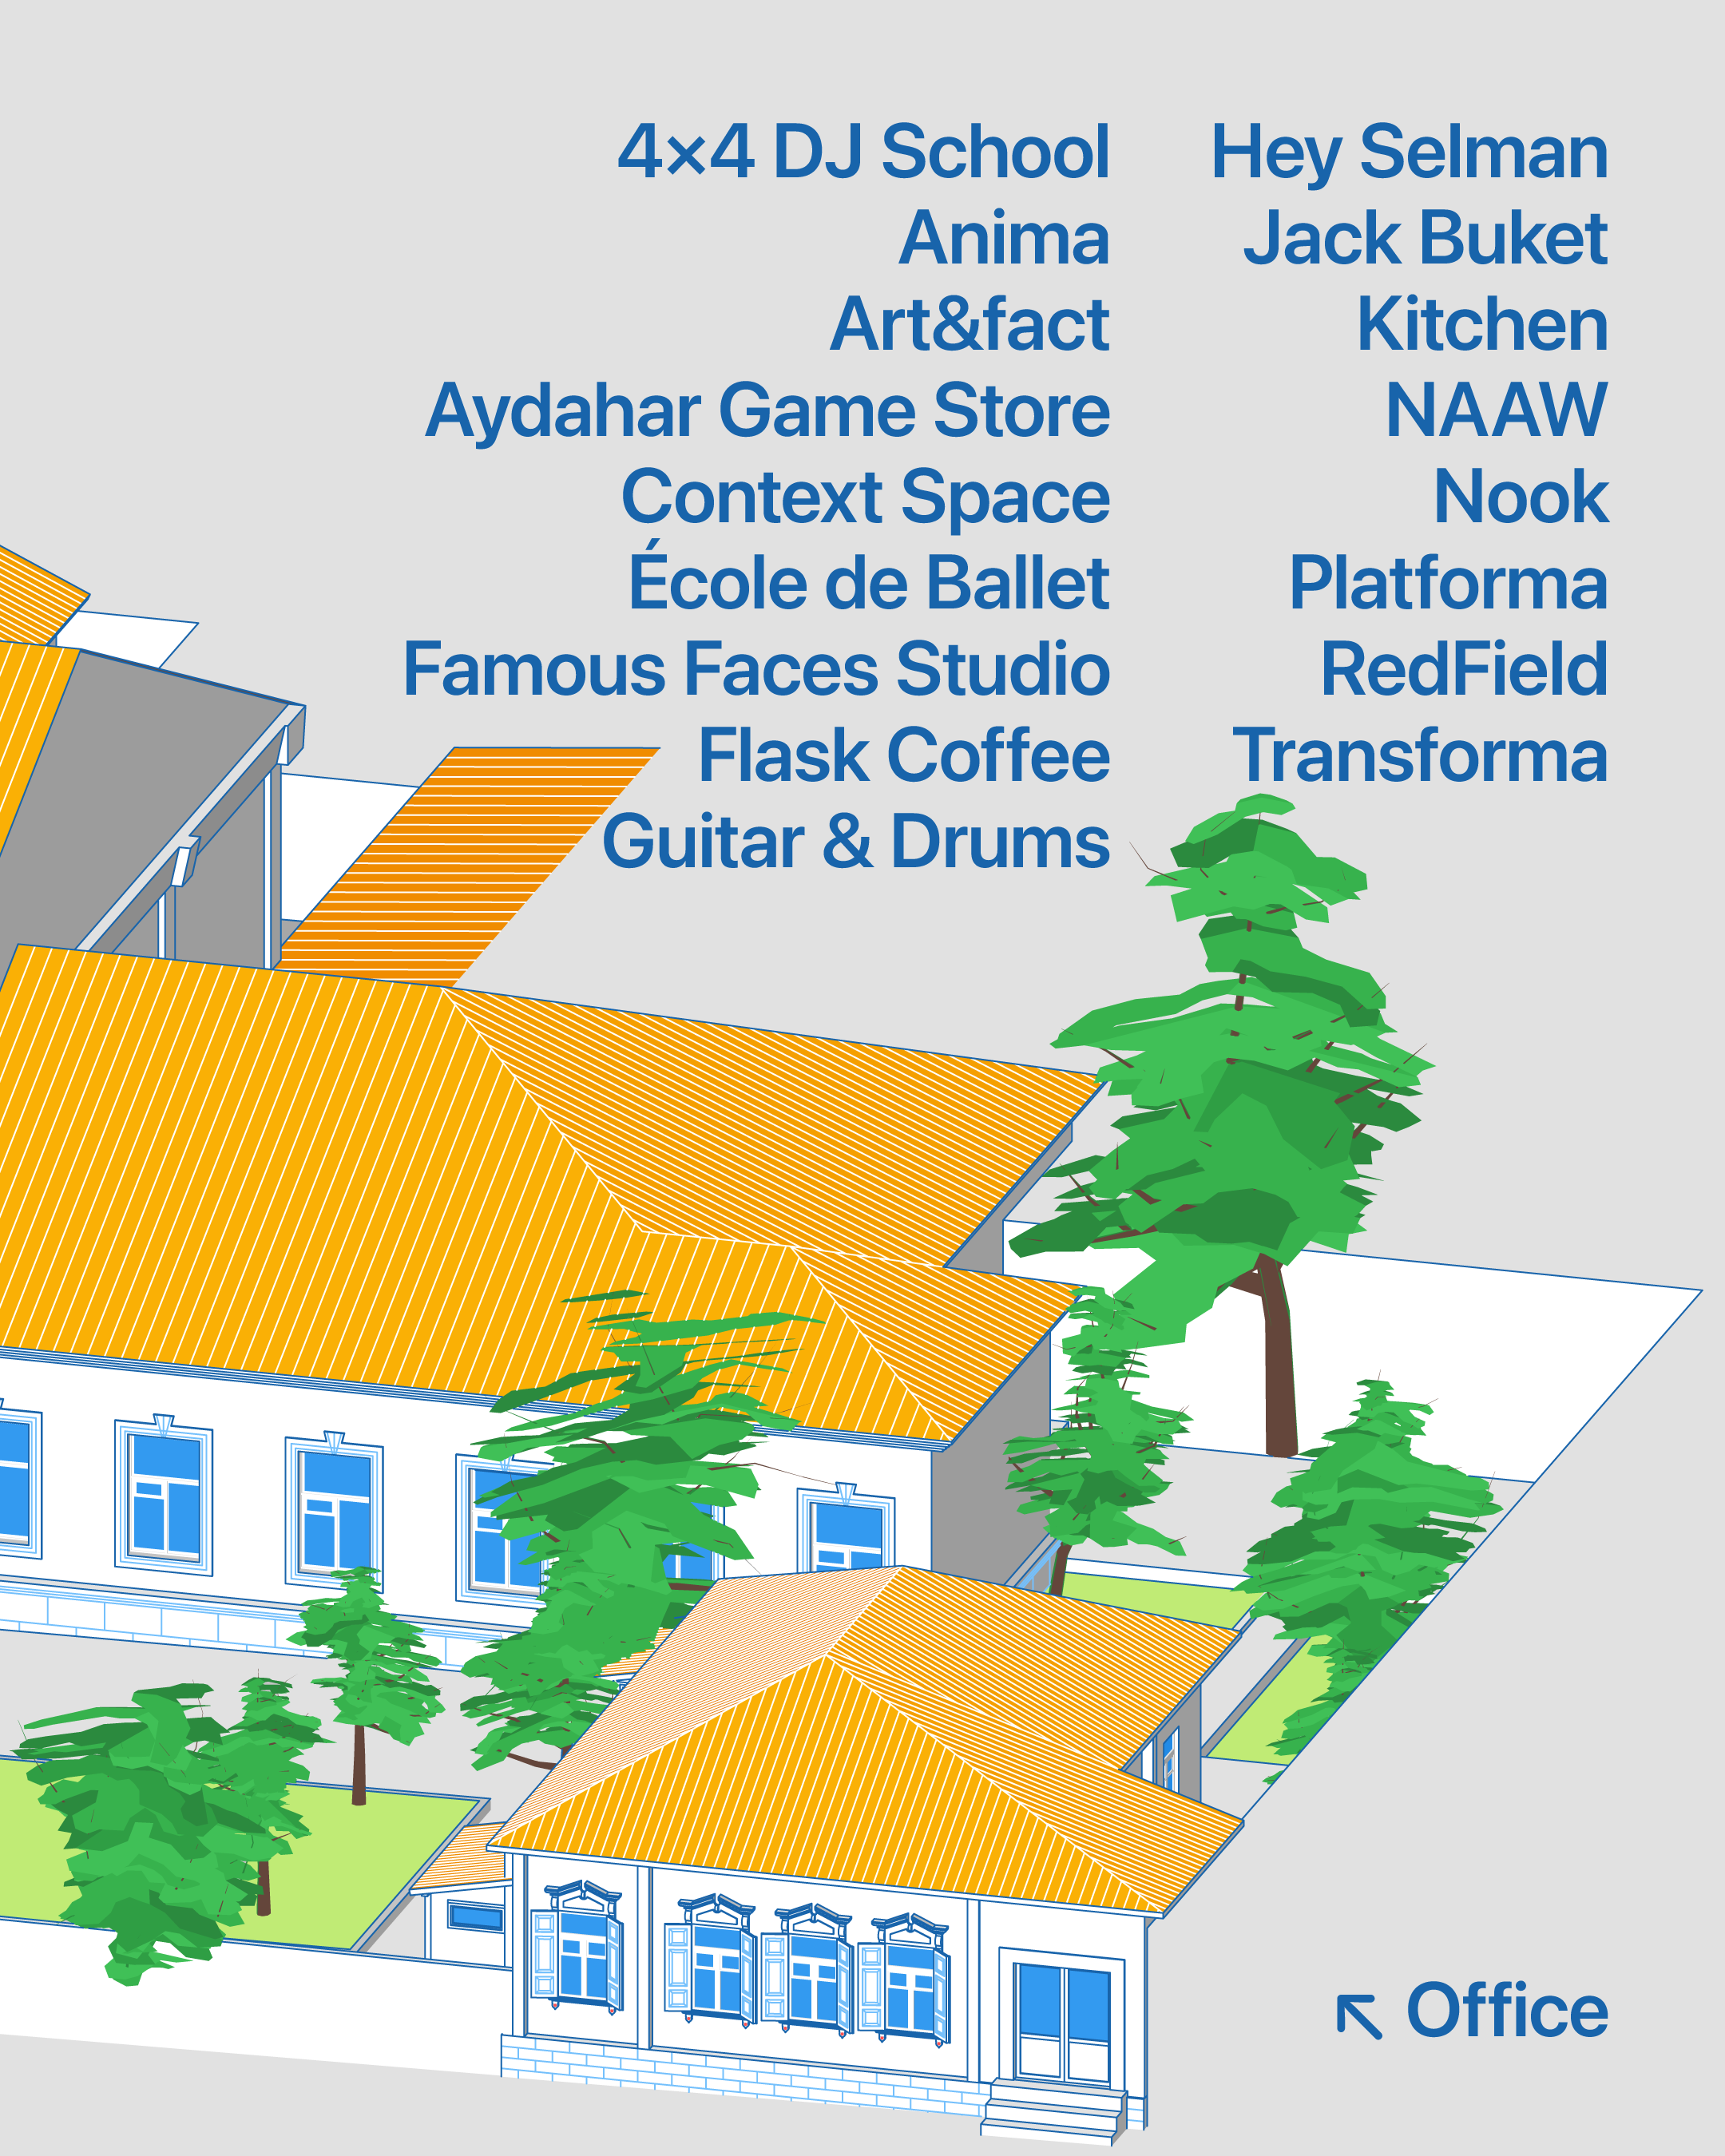 4×4 DJ School
Anima
Art&fact
Aydahar Game Store
Context Space
École de Ballet
Famous Faces Studio
Flask Coffee
Guitar & Drums
Hey Selman
Jack Buket
Kitchen
NAAW
Nook
Platforma
RedField
Transforma
↖ Office